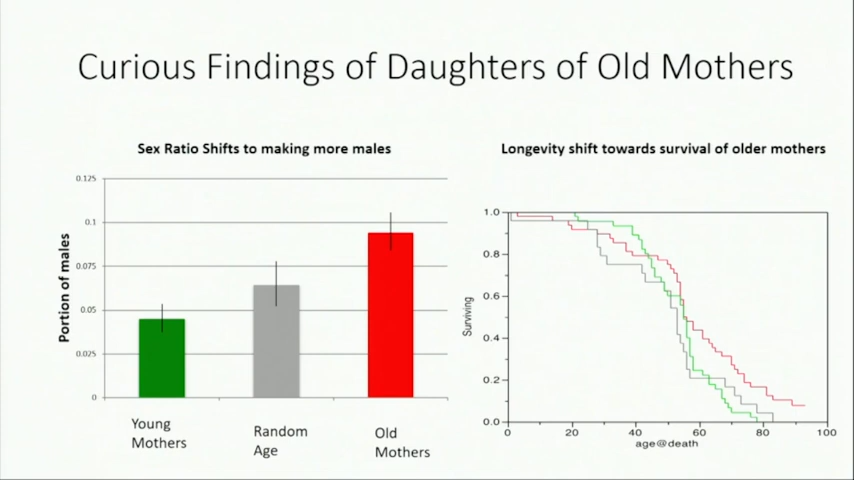 Curious Findings of Daughters of Old Mothers
Sex Ratio Shifts to making more males
Longevity shift towards survival of older mothers
Portion of males
0.125
0.1
0.075
0.05
0.025
0
Young
Mothers
Random
Age
Old
Mothers
Surviving
1.0
0.8
0.6
0.4
0.2
0.0
0
20
40
60
80
100
age@death